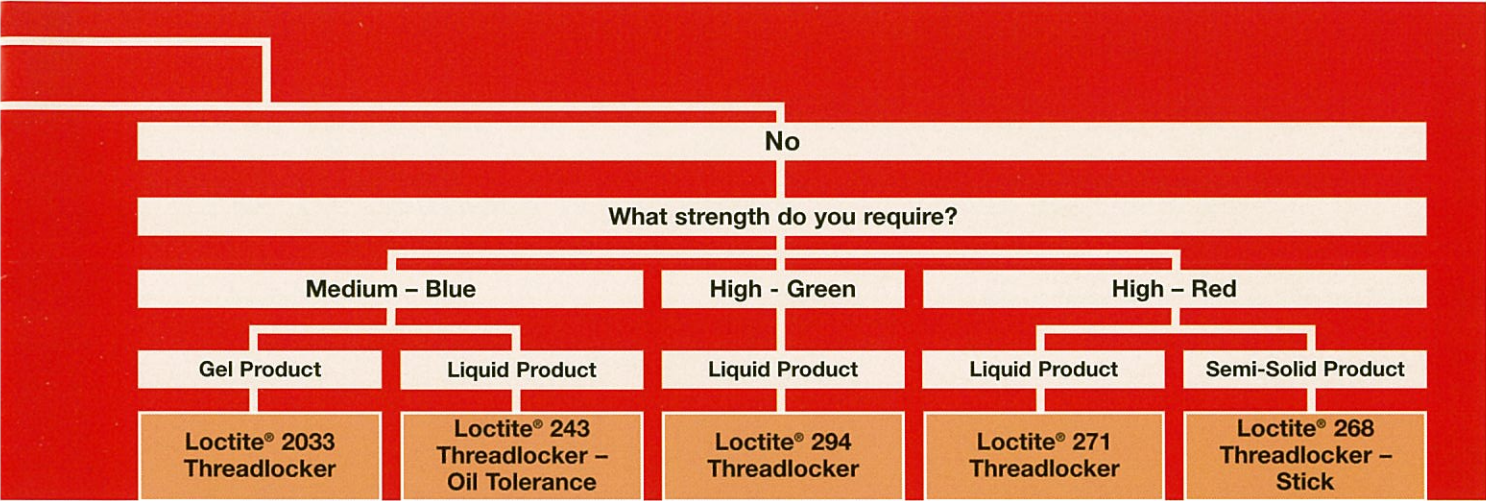 No
What strength do you require?
Medium – Blue
High - Green
High – Red
Gel Product
Liquid Product
Liquid Product
Liquid Product
Semi-Solid Product
Loctite® 2033
Threadlocker
Loctite® 243
Threadlocker –
Oil Tolerance
Loctite® 294
Threadlocker
Loctite® 271
Threadlocker
Loctite® 268
Threadlocker –
Stick